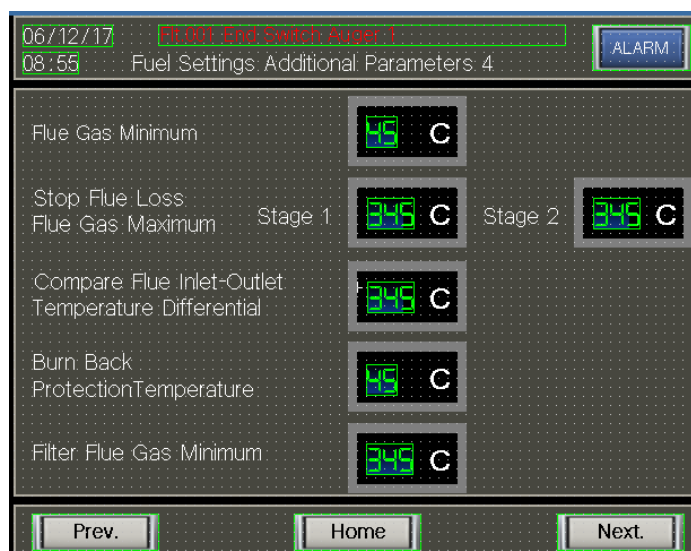 06/12/17 Flt.001 End Switch Auger 1
ALARM
08:55 Fuel Settings Additional Parameters 4
Flue Gas Minimum 45 C
Stop Flue Loss
Flue Gas Maximum Stage 1 345 C Stage 2 345 C
Compare Flue Inlet-Outlet
Temperature Differential 345 C
Burn Back
ProtectionTemperature 45 C
Filter Flue Gas Minimum 345 C
Prev. Home Next.